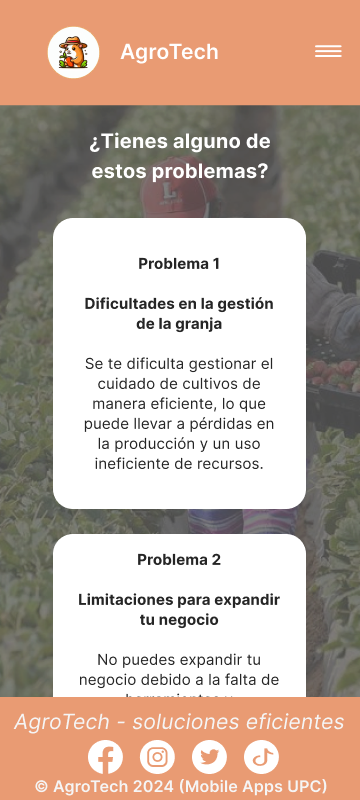 AgroTech
¿Tienes alguno de
estos problemas?
L
Problema 1
Dificultades en la gestión
de la granja
Se te dificulta gestionar el
cuidado de cultivos de
manera eficiente, lo que
puede llevar a pérdidas en
la producción y un uso
ineficiente de recursos.
Problema 2
Limitaciones para expandir
tu negocio
No puedes expandir tu
negocio debido a la falta de
AgroTech - soluciones eficientes
© AgroTech 2024 (Mobile Apps UPC)